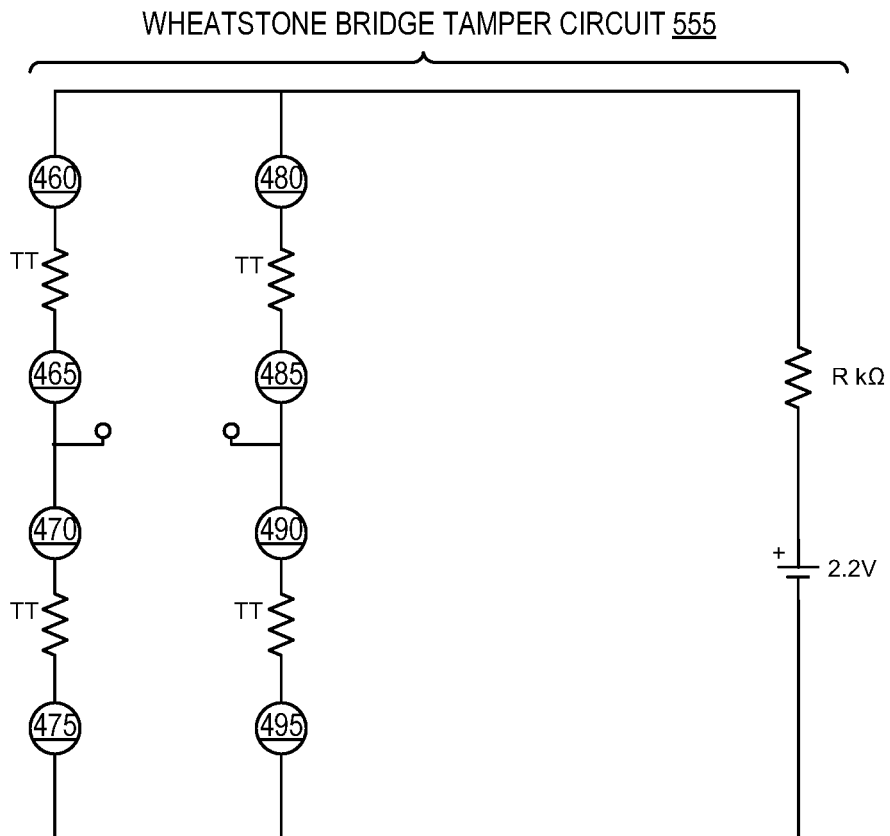 WHEATSTONE BRIDGE TAMPER CIRCUIT 555
460
480
TT
TT
465
485
R kΩ
470
490
+
2.2V
TT
TT
475
495